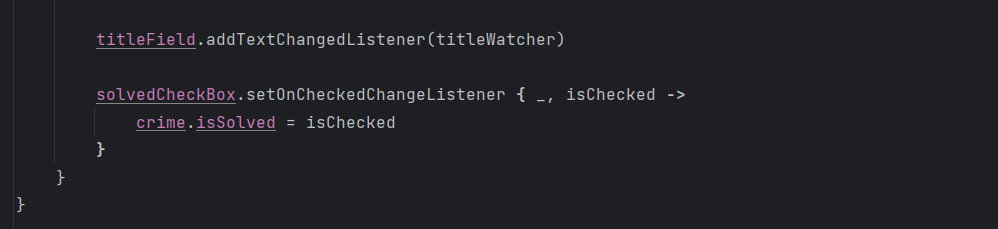 titleField.addTextChangedListener(titleWatcher)
solvedCheckBox.setOnCheckedChangeListener { _, isChecked ->
crime.isSolved = isChecked
}
}
}